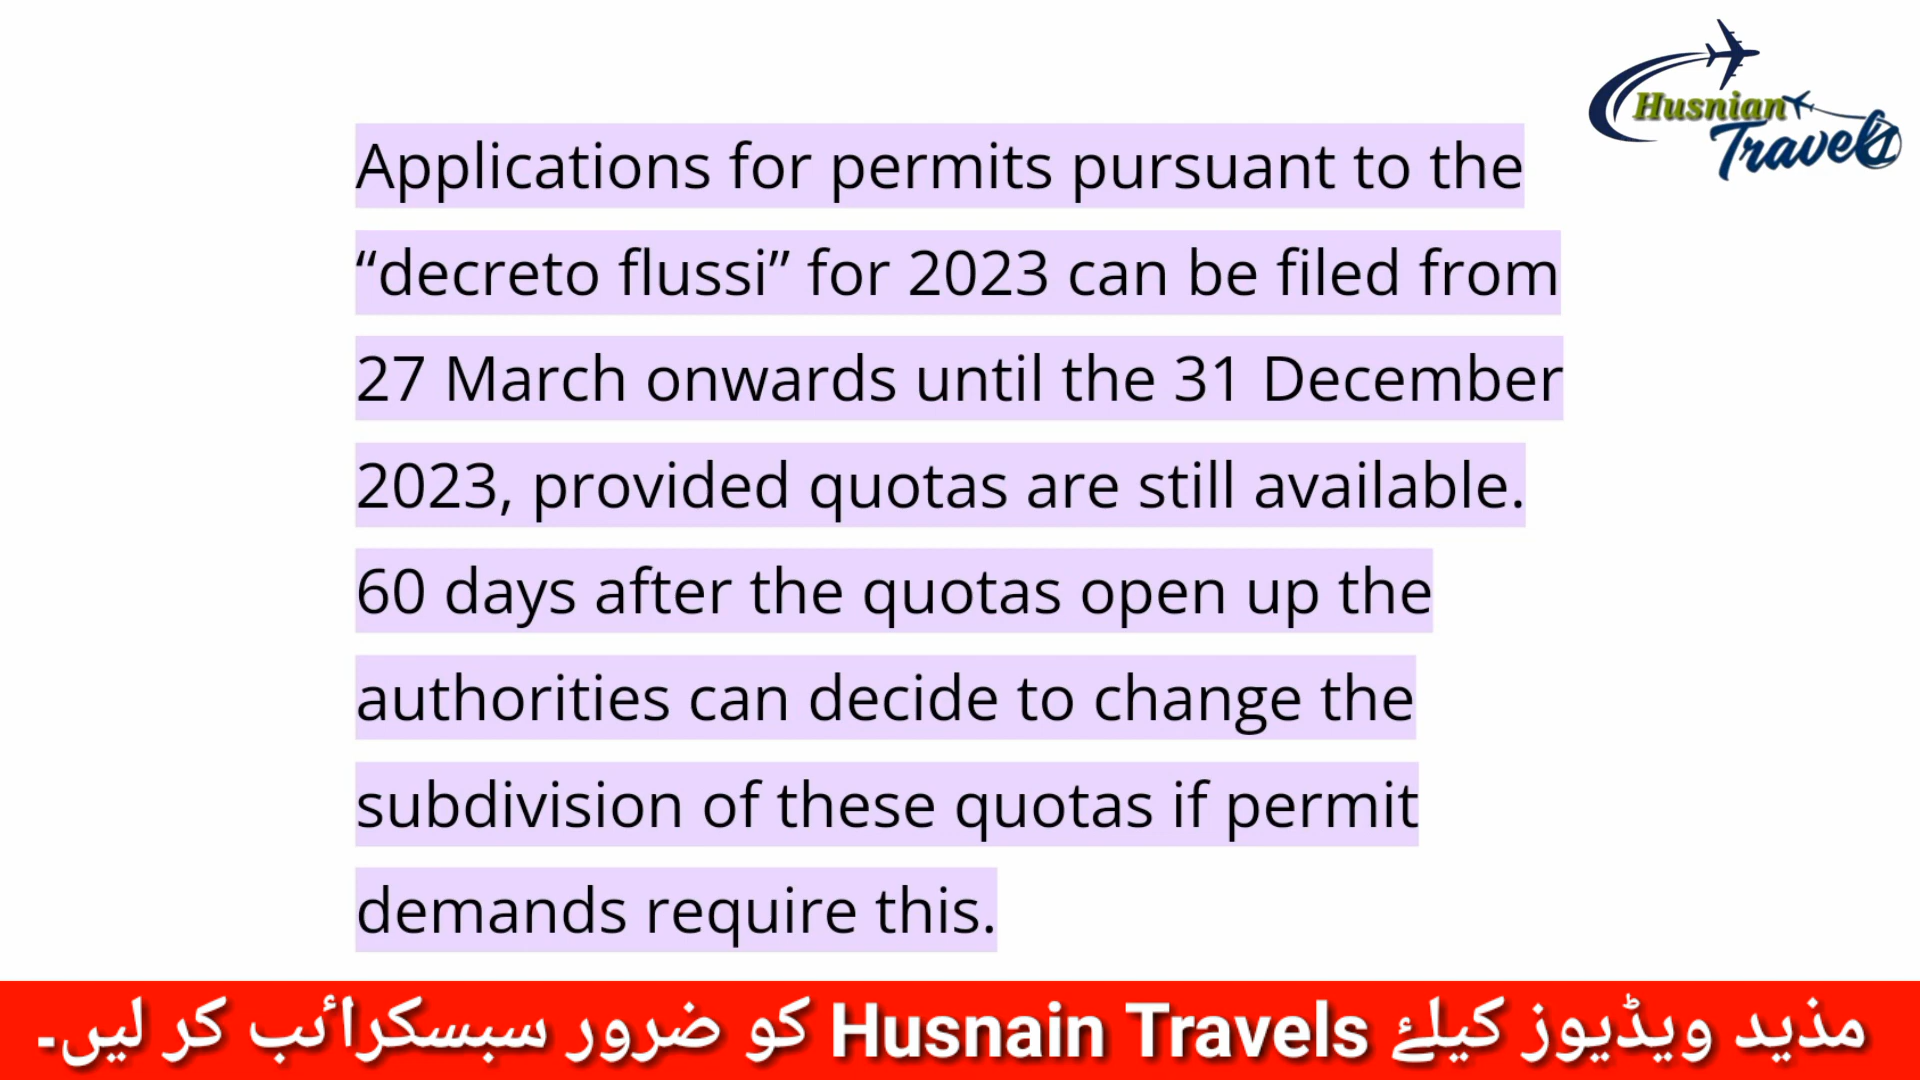 Husnian
Travels
Applications for permits pursuant to the
“decreto flussi” for 2023 can be filed from
27 March onwards until the 31 December
2023, provided quotas are still available.
60 days after the quotas open up the
authorities can decide to change the
subdivision of these quotas if permit
demands require this.
مذید ویڈیوز کیلئے Husnain Travels کو ضرور سبسکرائب کر لیں۔